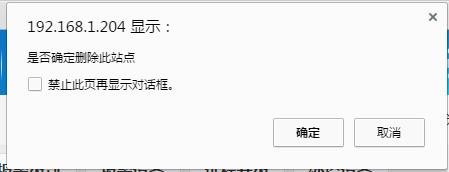 192.168.1.204 显示：
是否确定删除此站点
禁止此页再显示对话框。
确定
取消